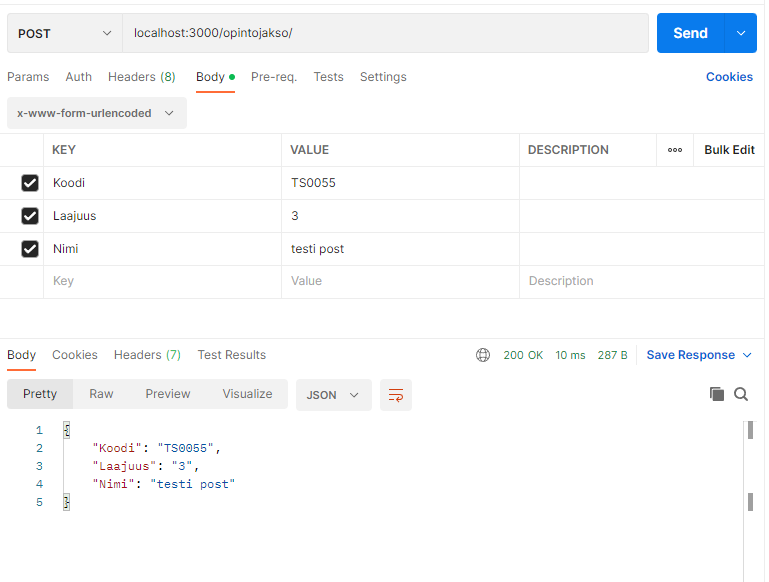 POST localhost:3000/opintojakso/ Send
Params Auth Headers (8) Body Pre-req. Tests Settings Cookies
x-www-form-urlencoded
KEY VALUE DESCRIPTION ooo Bulk Edit
Koodi TS0055
Laajuus 3
Nimi testi post
Key Value Description
Body Cookies Headers (7) Test Results 200 OK 10 ms 287 B Save Response
Pretty Raw Preview Visualize JSON
1 {
2 "Koodi": "TS0055",
3 "Laajuus": "3",
4 "Nimi": "testi post"
5 }